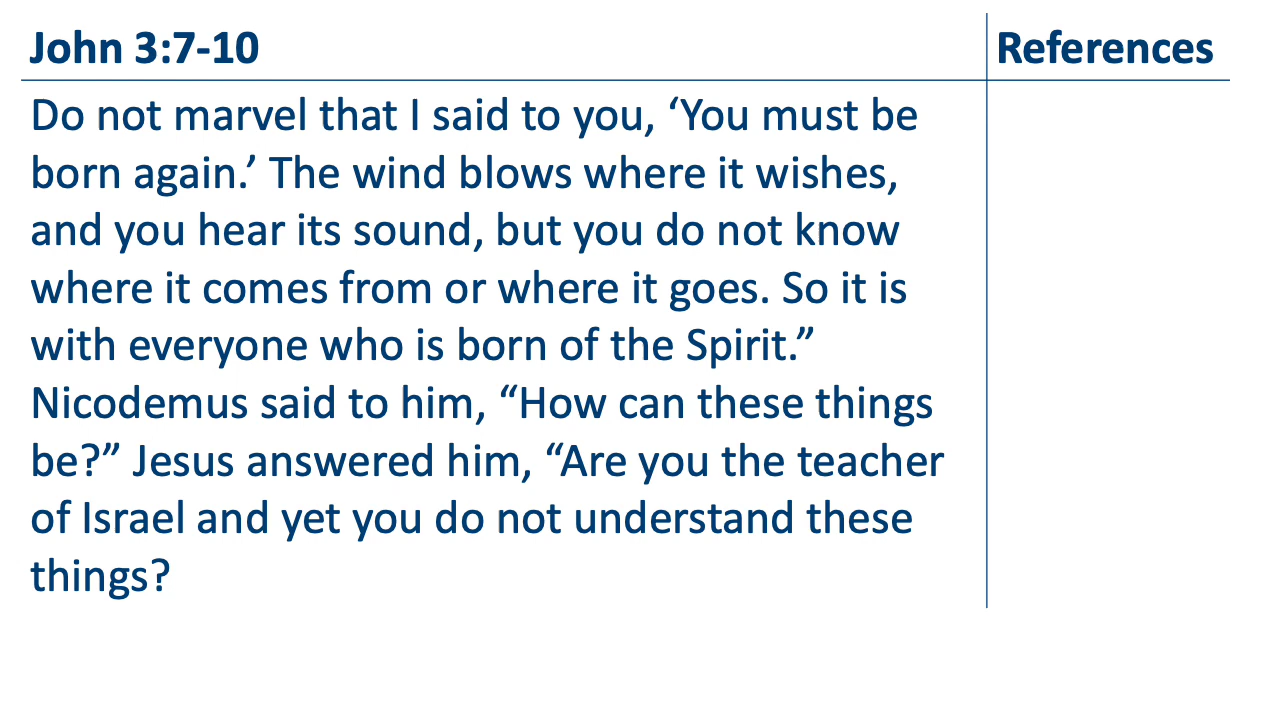 John 3:7-10
References
Do not marvel that I said to you, ‘You must be
born again.’ The wind blows where it wishes,
and you hear its sound, but you do not know
where it comes from or where it goes. So it is
with everyone who is born of the Spirit.”
Nicodemus said to him, “How can these things
be?” Jesus answered him, “Are you the teacher
of Israel and yet you do not understand these
things?